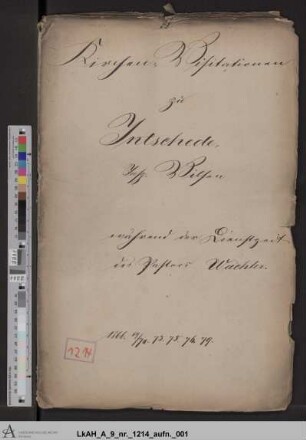 Kirchen-Visitationen
zu
Intschede.
Insp. Wilsen
während der Dienstzeit
des Pastors Wächter.
1866. 73. 75. 76. 79.
1214
LkAH_A_9_nr._1214_aufn._001